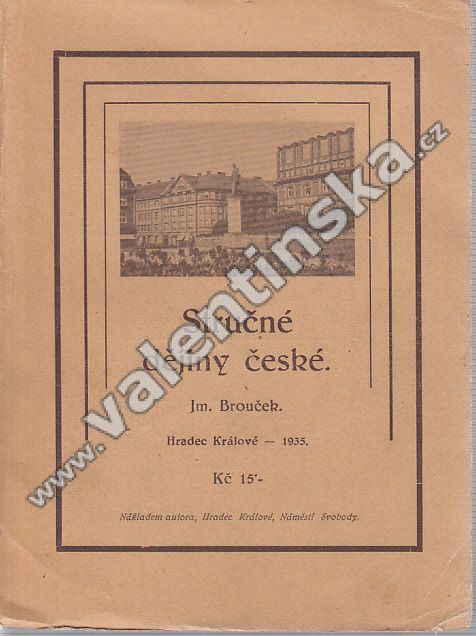 Stručné
dějiny české.
Jm. Brouček.
Hradec Králové — 1935.
Kč 15'-
Nákladem autora, Hradec Králové, Náměstí Svobody.
www.valentinska.cz